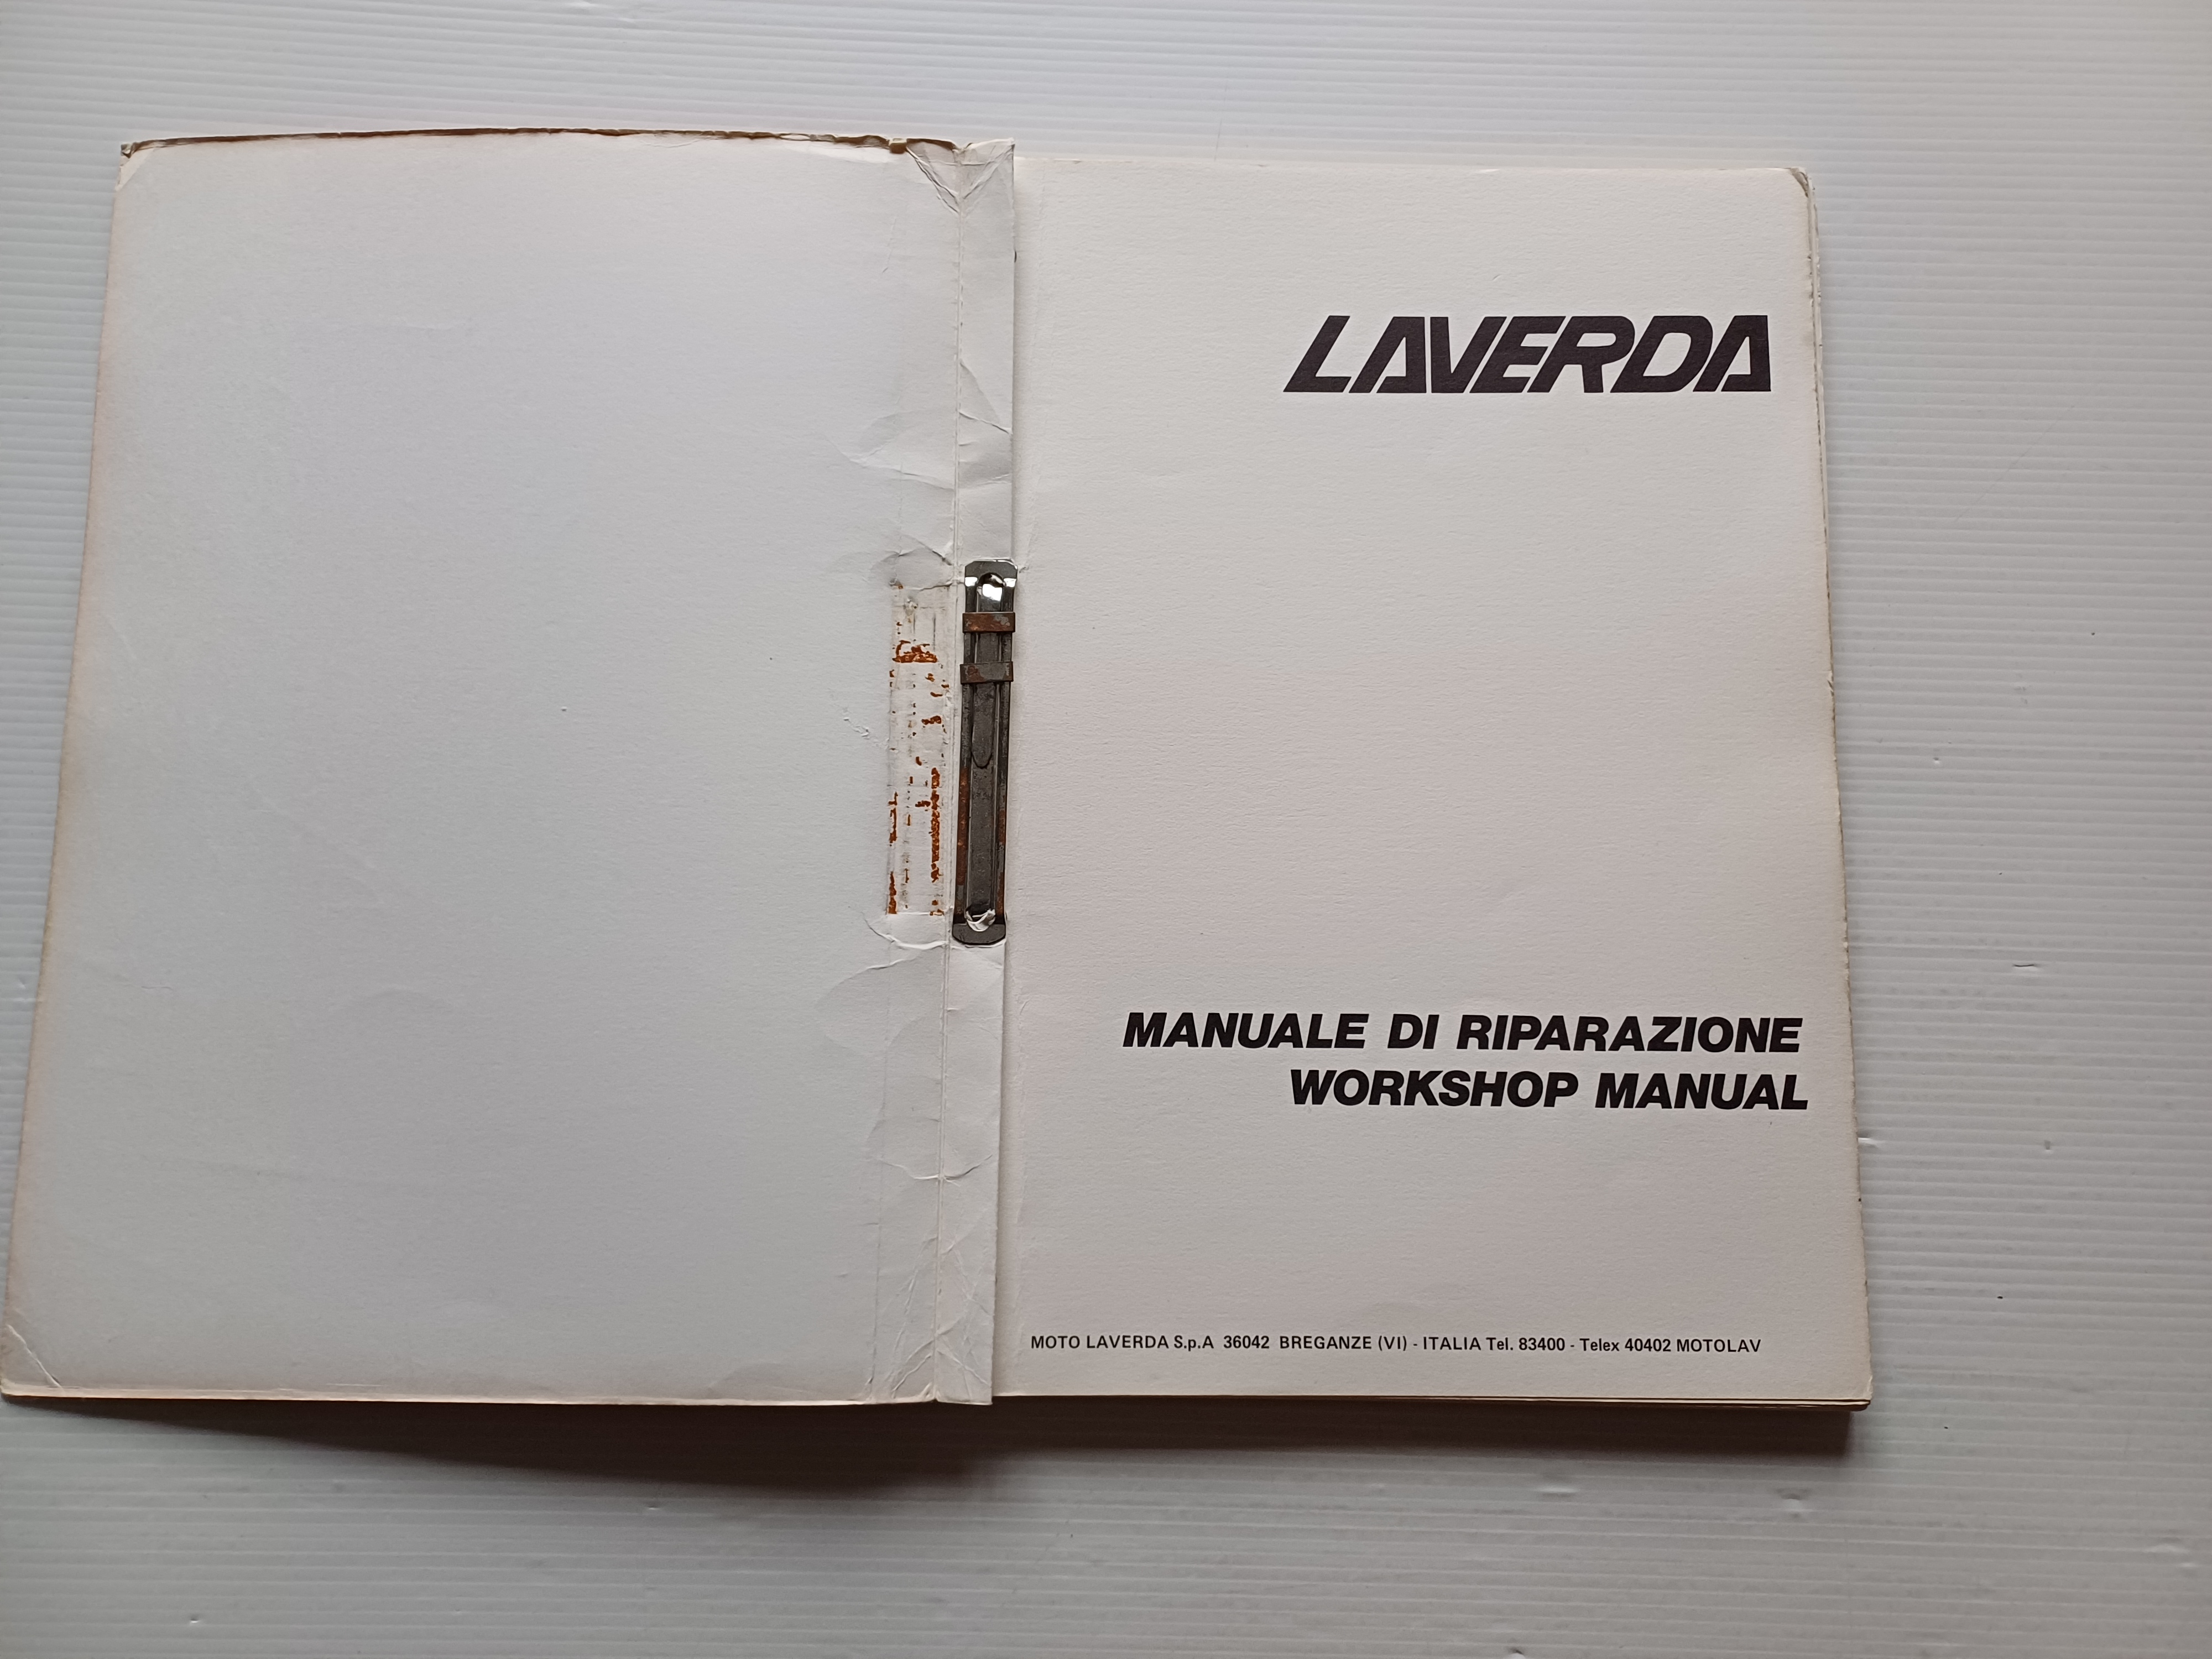 LAVERDA
MANUALE DI RIPARAZIONE
WORKSHOP MANUAL
MOTO LAVERDA S.p.A 36042 BREGANZE (VI) - ITALIA Tel. 83400 - Telex 40402 MOTOLAV